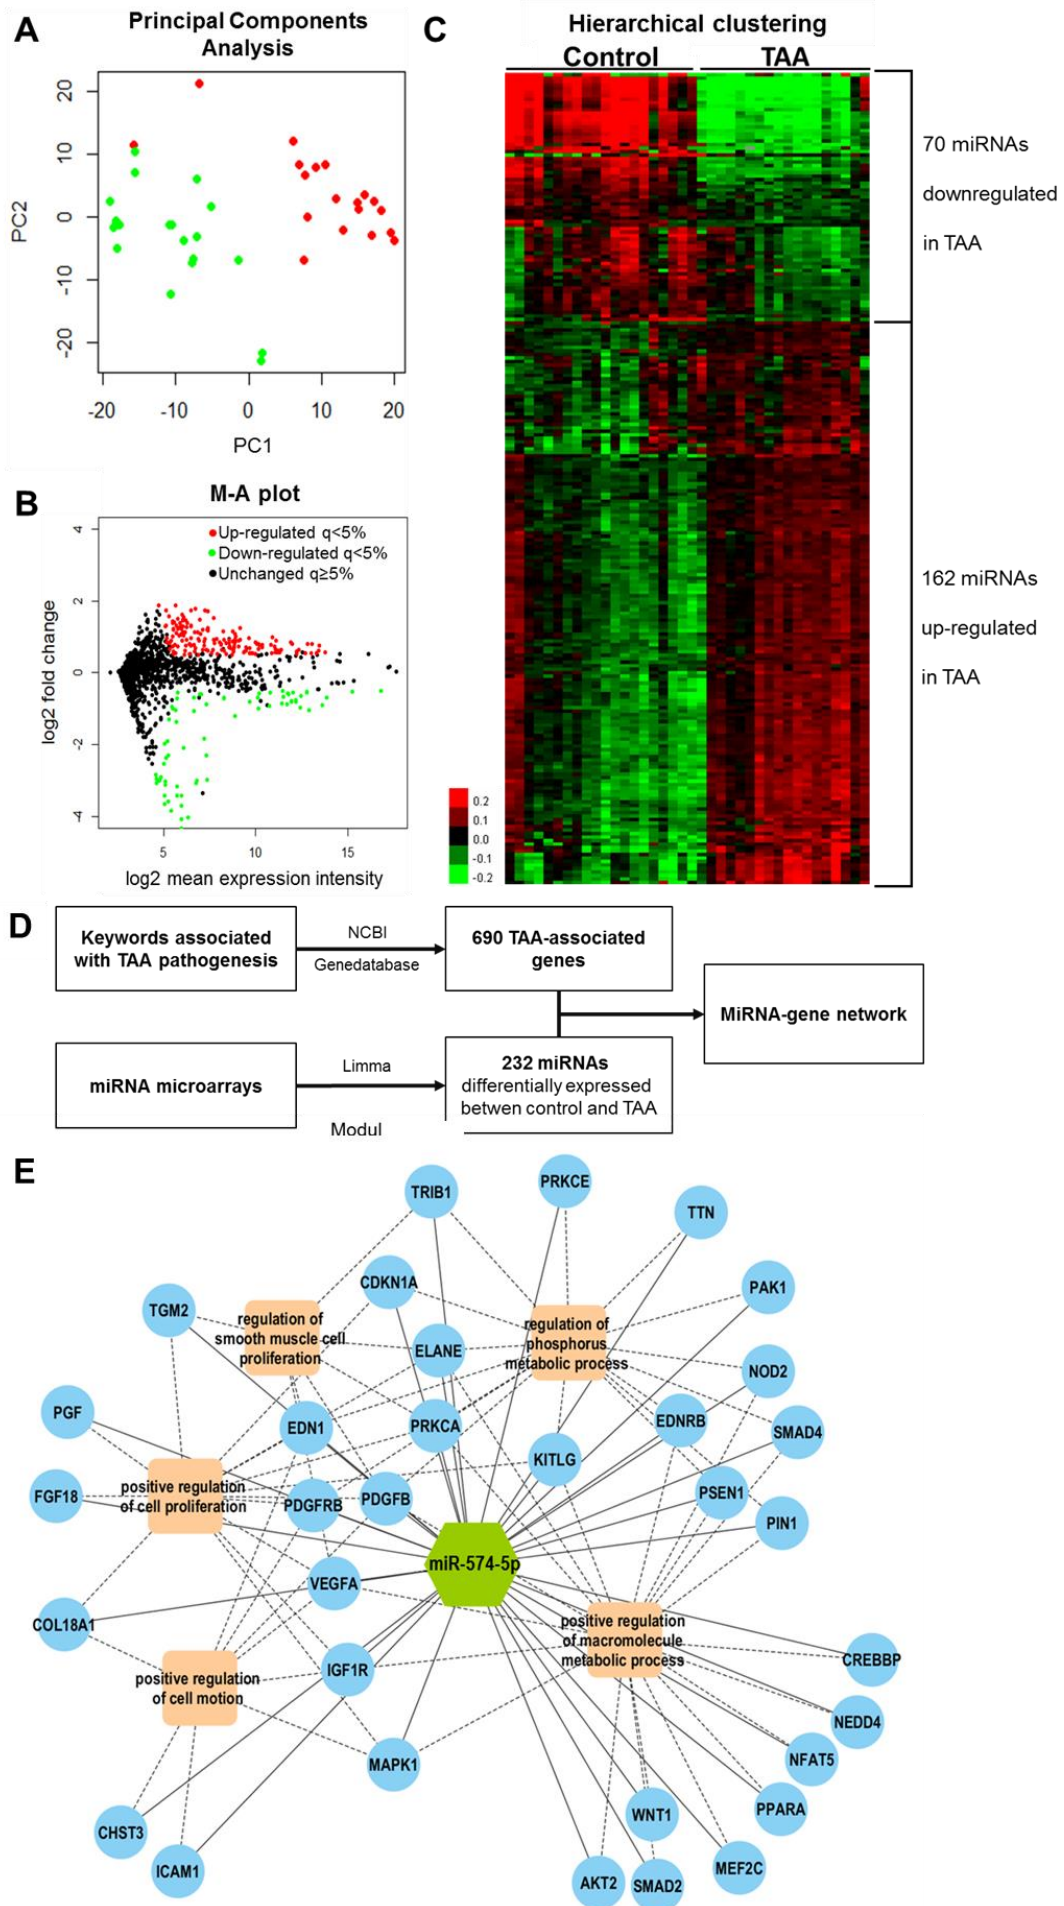 A
Principal Components
Analysis
20
10
0
-10
-20
PC2
-20
-10
0
10
20
PC1
B
M-A plot
Up-regulated q<5%
Down-regulated q<5%
Unchanged q≥5%
4
2
0
-2
-4
log2 fold change
5
10
15
log2 mean expression intensity
C
Hierarchical clustering
Control
TAA
70 miRNAs
downregulated
in TAA
162 miRNAs
up-regulated
in TAA
0.2
0.1
0.0
-0.1
-0.2
D
Keywords associated
with TAA pathogenesis
NCBI
Genedatabase
690 TAA-associated
genes
MiRNA-gene network
miRNA microarrays
Limma
232 miRNAs
differentially expressed
betwen control and TAA
Modul
E
TRIB1
PRKCE
TTN
CDKN1A
PAK1
TGM2
regulation of
smooth muscle cell
proliferation
ELANE
regulation of
phosphorus
metabolic process
NOD2
PGF
EDN1
PRKCA
EDNRB
SMAD4
KITLG
positive regulation
of cell proliferation
FGF18
PDGFRB
PDGFB
PSEN1
PIN1
miR-574-5p
VEGFA
COL18A1
positive regulation
of macromolecule
metabolic process
CREBBP
positive regulation
of cell motion
IGF1R
NEDD4
MAPK1
NFAT5
PPARA
WNT1
CHST3
ICAM1
AKT2
SMAD2
MEF2C